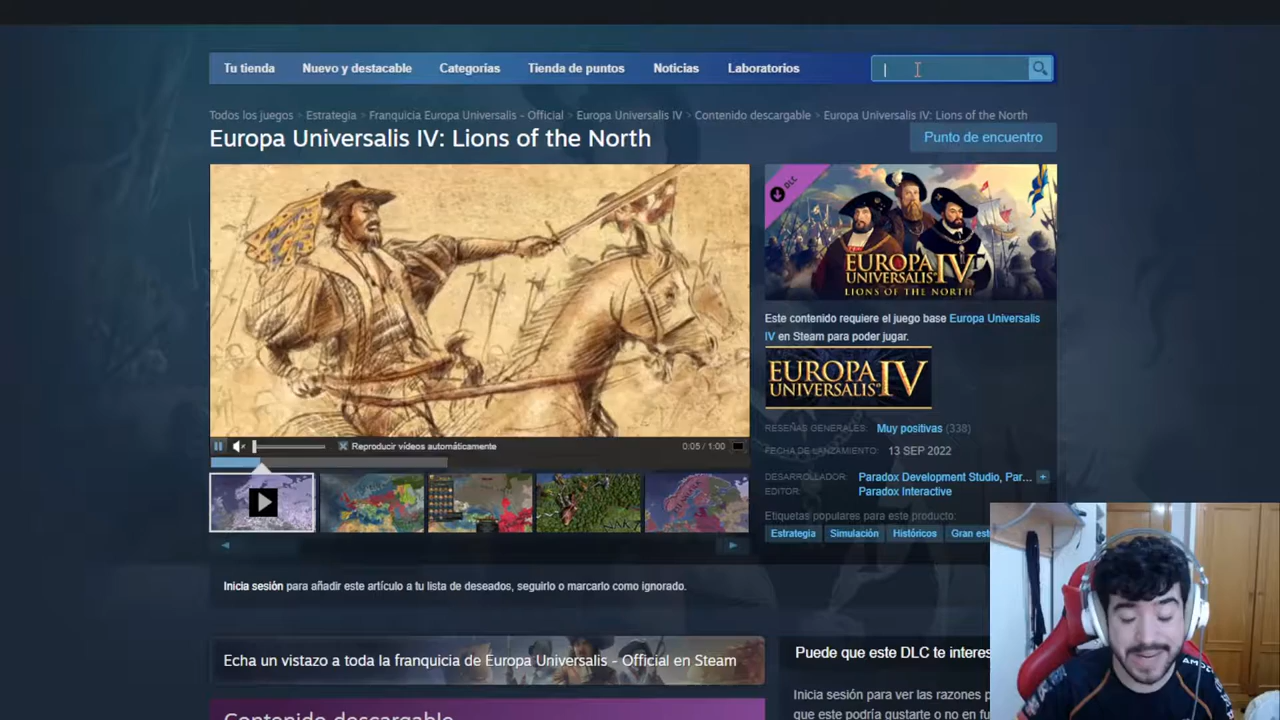 Tu tienda
Nuevo y destacable
Categorías
Tienda de puntos
Noticias
Laboratorios
Todos los juegos > Estrategia > Franquicia Europa Universalis - Official > Europa Universalis IV > Contenido descargable > Europa Universalis IV: Lions of the North
Europa Universalis IV: Lions of the North
Punto de encuentro
DLC
EUROPA
UNIVERSALIS IV
LIONS OF THE NORTH
Este contenido requiere el juego base Europa Universalis
IV en Steam para poder jugar.
EUROPA
UNIVERSALIS IV
RESEÑAS GENERALES: Muy positivas (338)
FECHA DE LANZAMIENTO: 13 SEP 2022
DESARROLLADOR: Paradox Development Studio, Par... +
EDITOR: Paradox Interactive
Etiquetas populares para este producto:
Estrategia
Simulación
Históricos
Gran est
Reproducir vídeos automáticamente
0:05 / 1:00
Inicia sesión para añadir este artículo a tu lista de deseados, seguirlo o marcarlo como ignorado.
Echa un vistazo a toda la franquicia de Europa Universalis - Official en Steam
Contenido descargable
Puede que este DLC te interes
Inicia sesión para ver las razones p
que este podría gustarte o no en fu